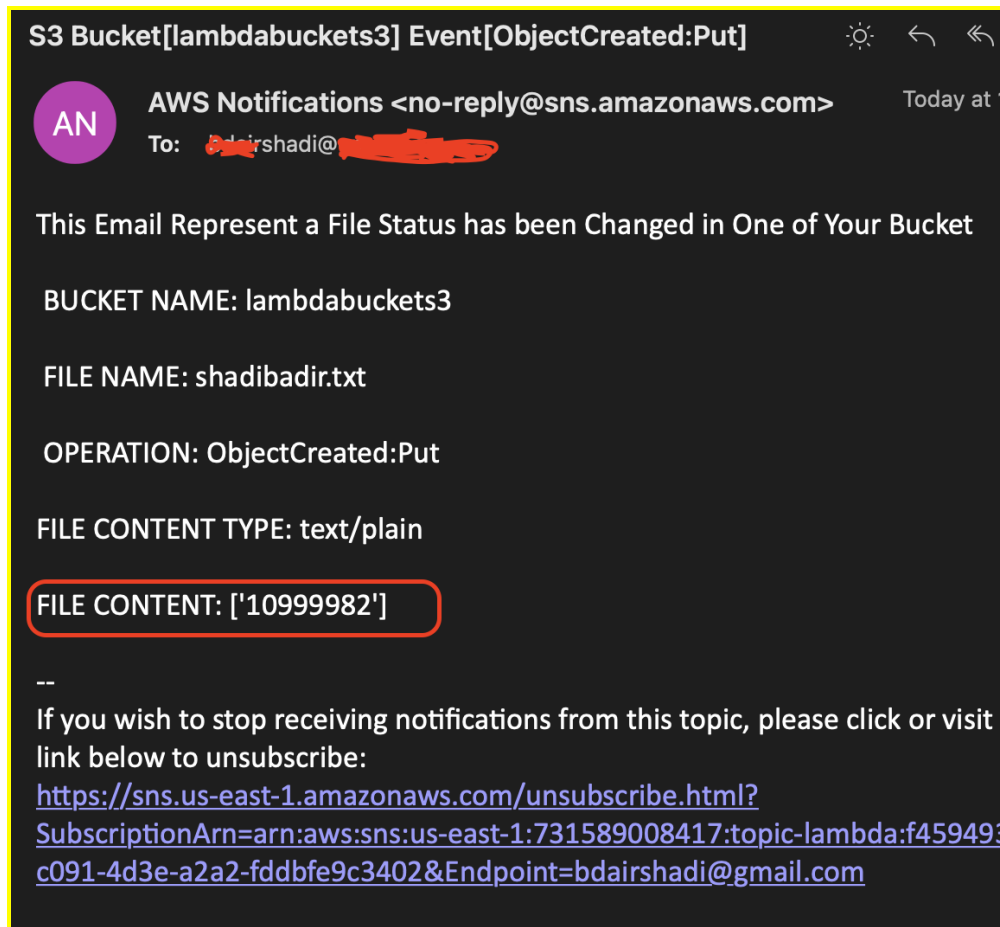 S3 Bucket[lambdabuckets3] Event[ObjectCreated:Put]
AN
AWS Notifications <no-reply@sns.amazonaws.com>
Today at
To: rshadi@
This Email Represent a File Status has been Changed in One of Your Bucket
BUCKET NAME: lambdabuckets3
FILE NAME: shadibadir.txt
OPERATION: ObjectCreated:Put
FILE CONTENT TYPE: text/plain
FILE CONTENT: ['10999982']
--
If you wish to stop receiving notifications from this topic, please click or visit
link below to unsubscribe:
https://sns.us-east-1.amazonaws.com/unsubscribe.html?
SubscriptionArn=arn:aws:sns:us-east-1:731589008417:topic-lambda:f459493
c091-4d3e-a2a2-fddbfe9c3402&Endpoint=bdairshadi@gmail.com